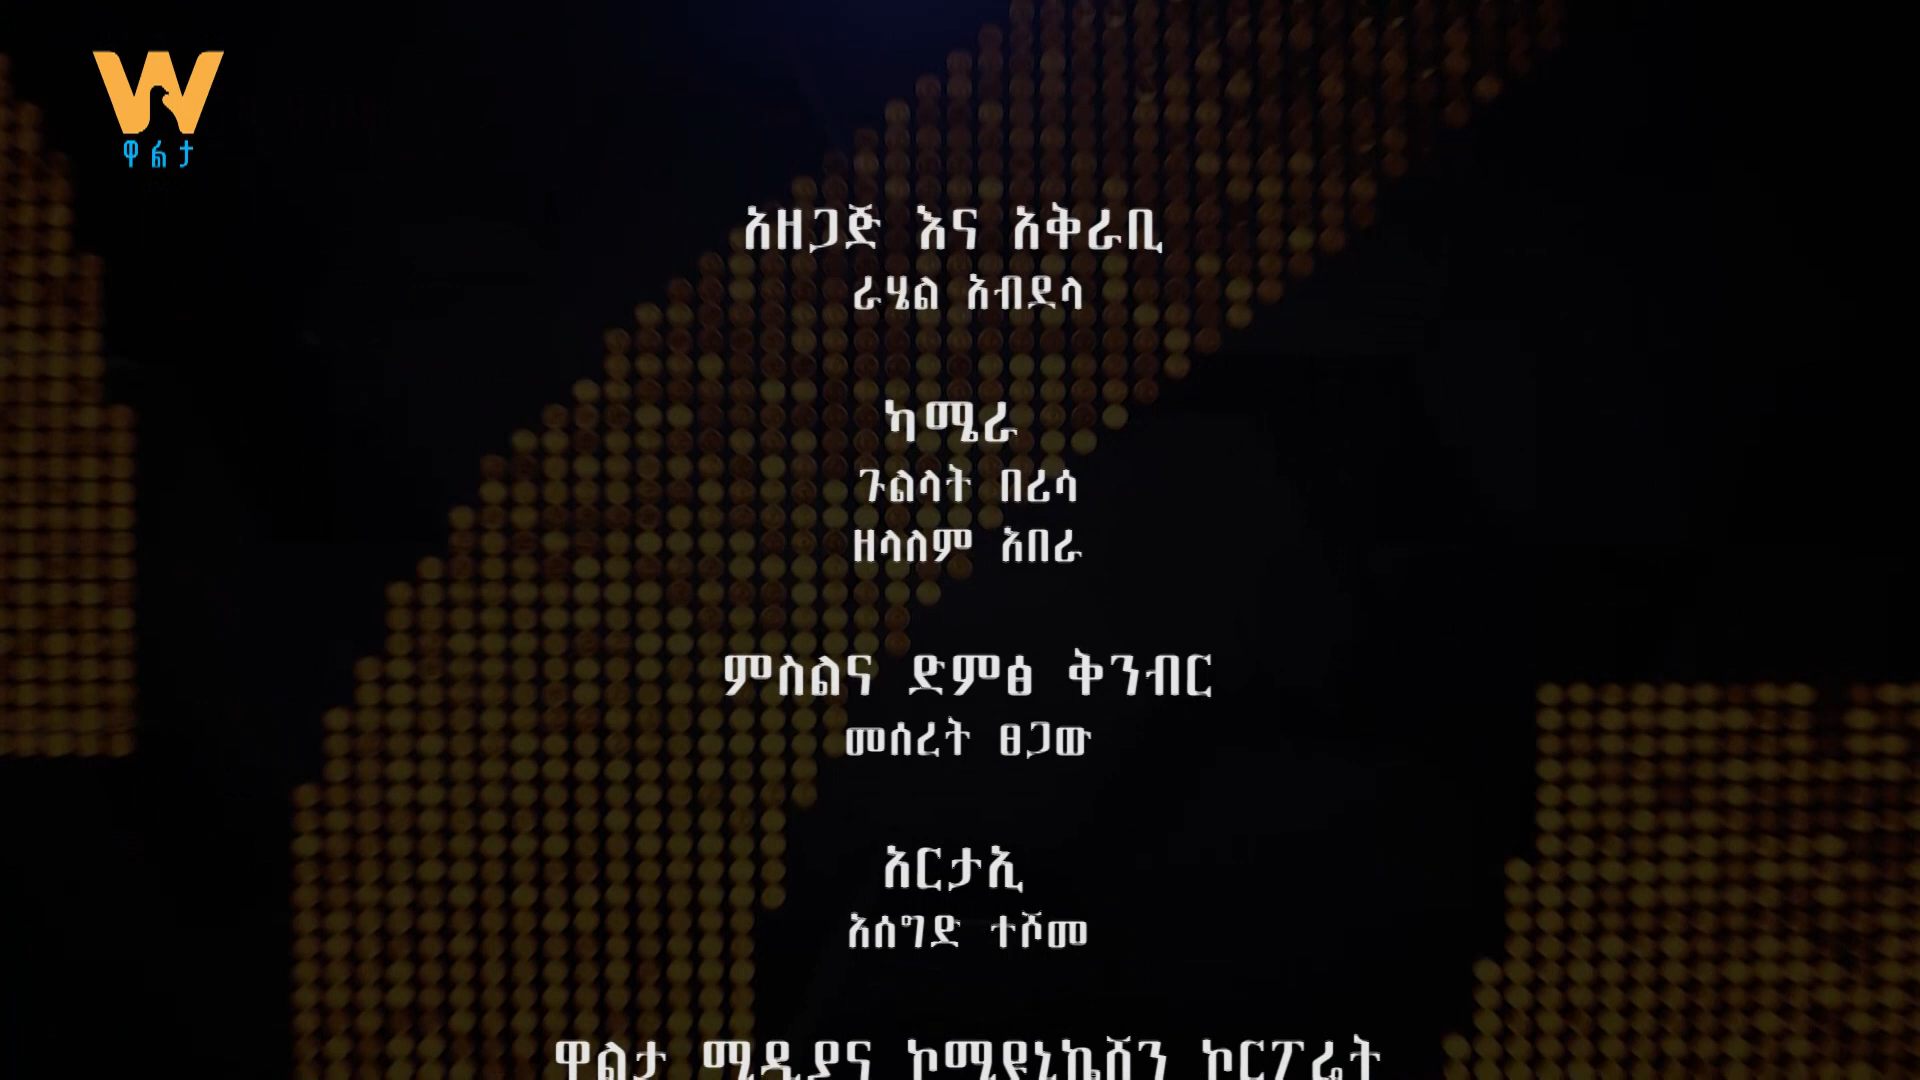 ዋልታ
አዘጋጅ እና አቅራቢ
ራሄል አብደላ
ካሜራ
ጉልላት በሪሳ
ዘላለም አበራ
ምስልና ድምፅ ቅንብር
መሰረት ፀጋው
አርታኢ
አሰግድ ተሾመ
ዋልታ ሚዲያና ኮሚዩኒኬሽን ኮርፖሬት